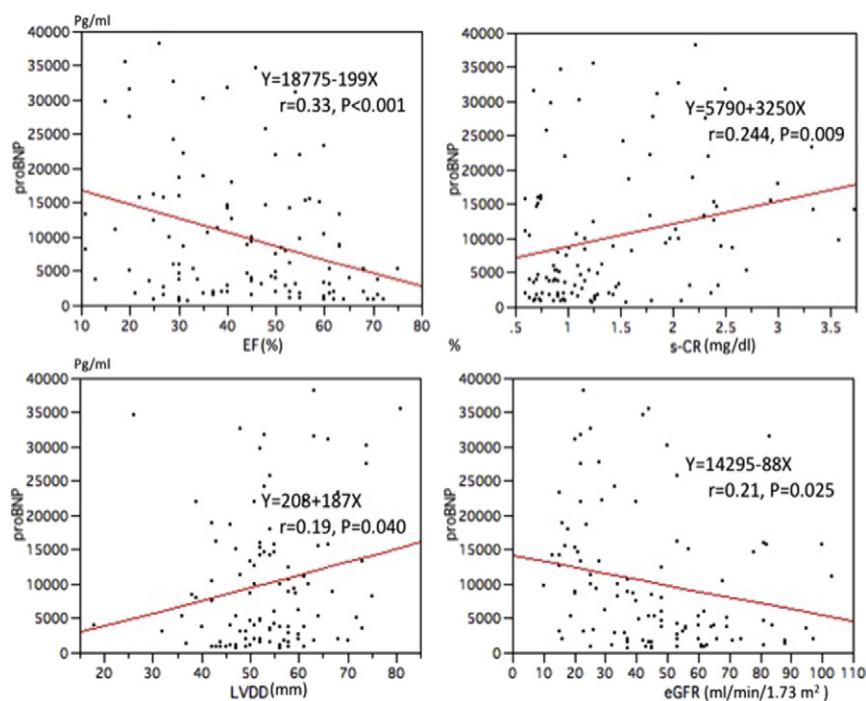 Pg/ml
40000
35000
30000
25000
20000
15000
10000
5000
0
proBNP
Y=18775-199X
r=0.33, P<0.001
10 20 30 40 50 60 70 80
EF(%)
40000
35000
30000
25000
20000
15000
10000
5000
0
proBNP
Y=5790+3250X
r=0.244, P=0.009
.5 1.0 1.5 2.0 2.5 3.0 3.5
%
s-CR(mg/dl)
Pg/ml
40000
35000
30000
25000
20000
15000
10000
5000
0
proBNP
Y=208+187X
r=0.19, P=0.040
20 30 40 50 60 70 80
LVDD(mm)
40000
35000
30000
25000
20000
15000
10000
5000
0
proBNP
Y=14295-88X
r=0.21, P=0.025
0 10 20 30 40 50 60 70 80 90 100 110
eGFR (ml/min/1.73 m²)